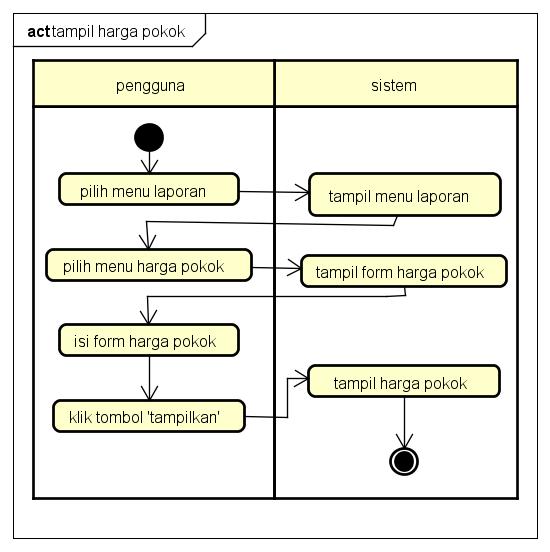 act tampil harga pokok
pengguna
sistem
pilih menu laporan
tampil menu laporan
pilih menu harga pokok
tampil form harga pokok
isi form harga pokok
tampil harga pokok
klik tombol 'tampilkan'